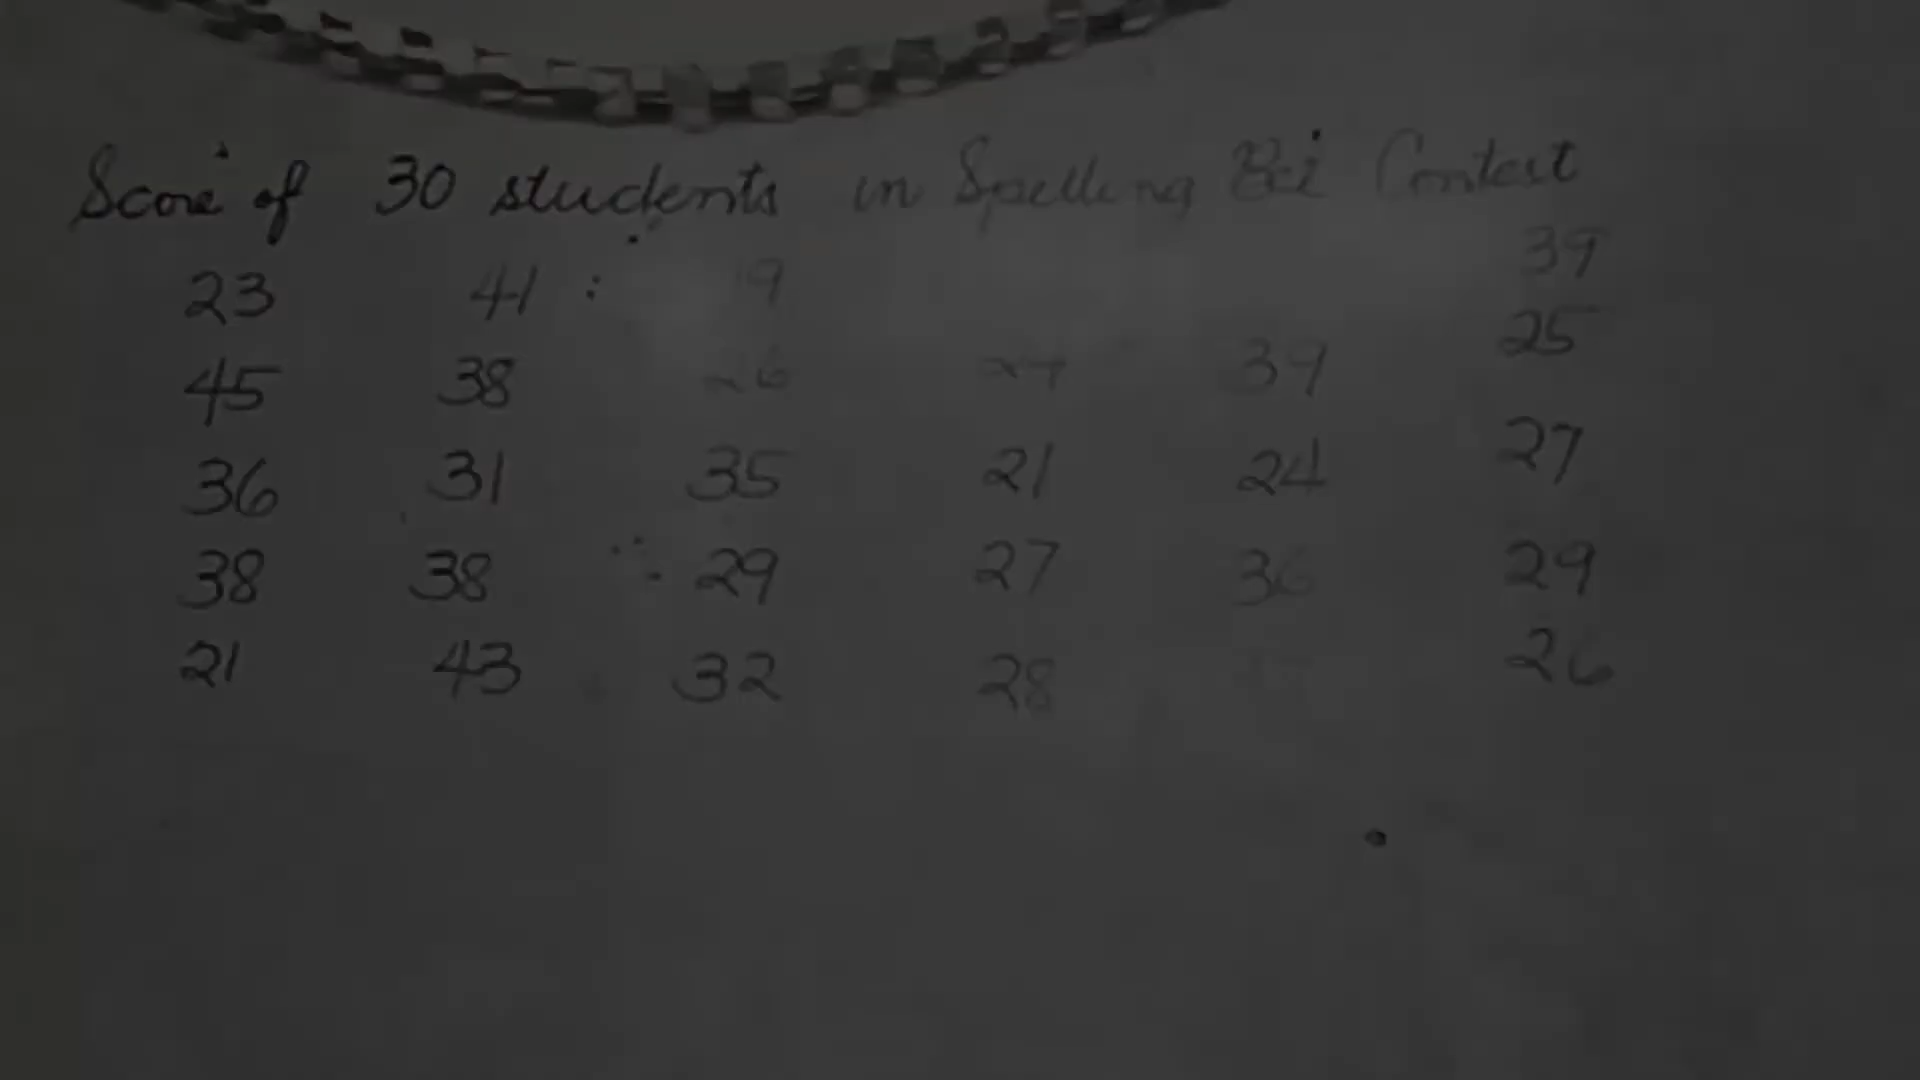 Score of 30 students in Spelling Bei Contest
23 41 19 39
45 38 26 39 25
36 31 35 21 24 27
38 38 29 27 36 29
21 43 32 28 26